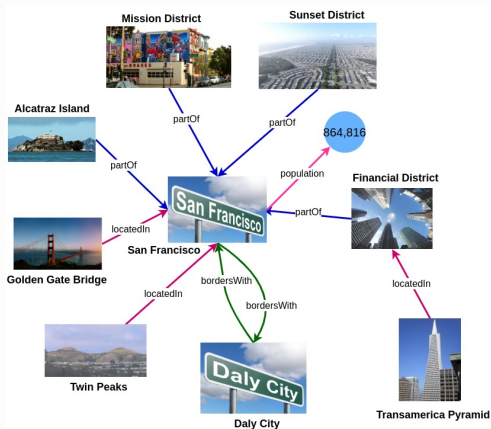 Mission District
Sunset District
Alcatraz Island
partOf
partOf
864,816
partOf
population
Financial District
San Francisco
partOf
locatedIn
San Francisco
Golden Gate Bridge
bordersWith
locatedIn
locatedIn
bordersWith
Daly City
Twin Peaks
Transamerica Pyramid
Daly City